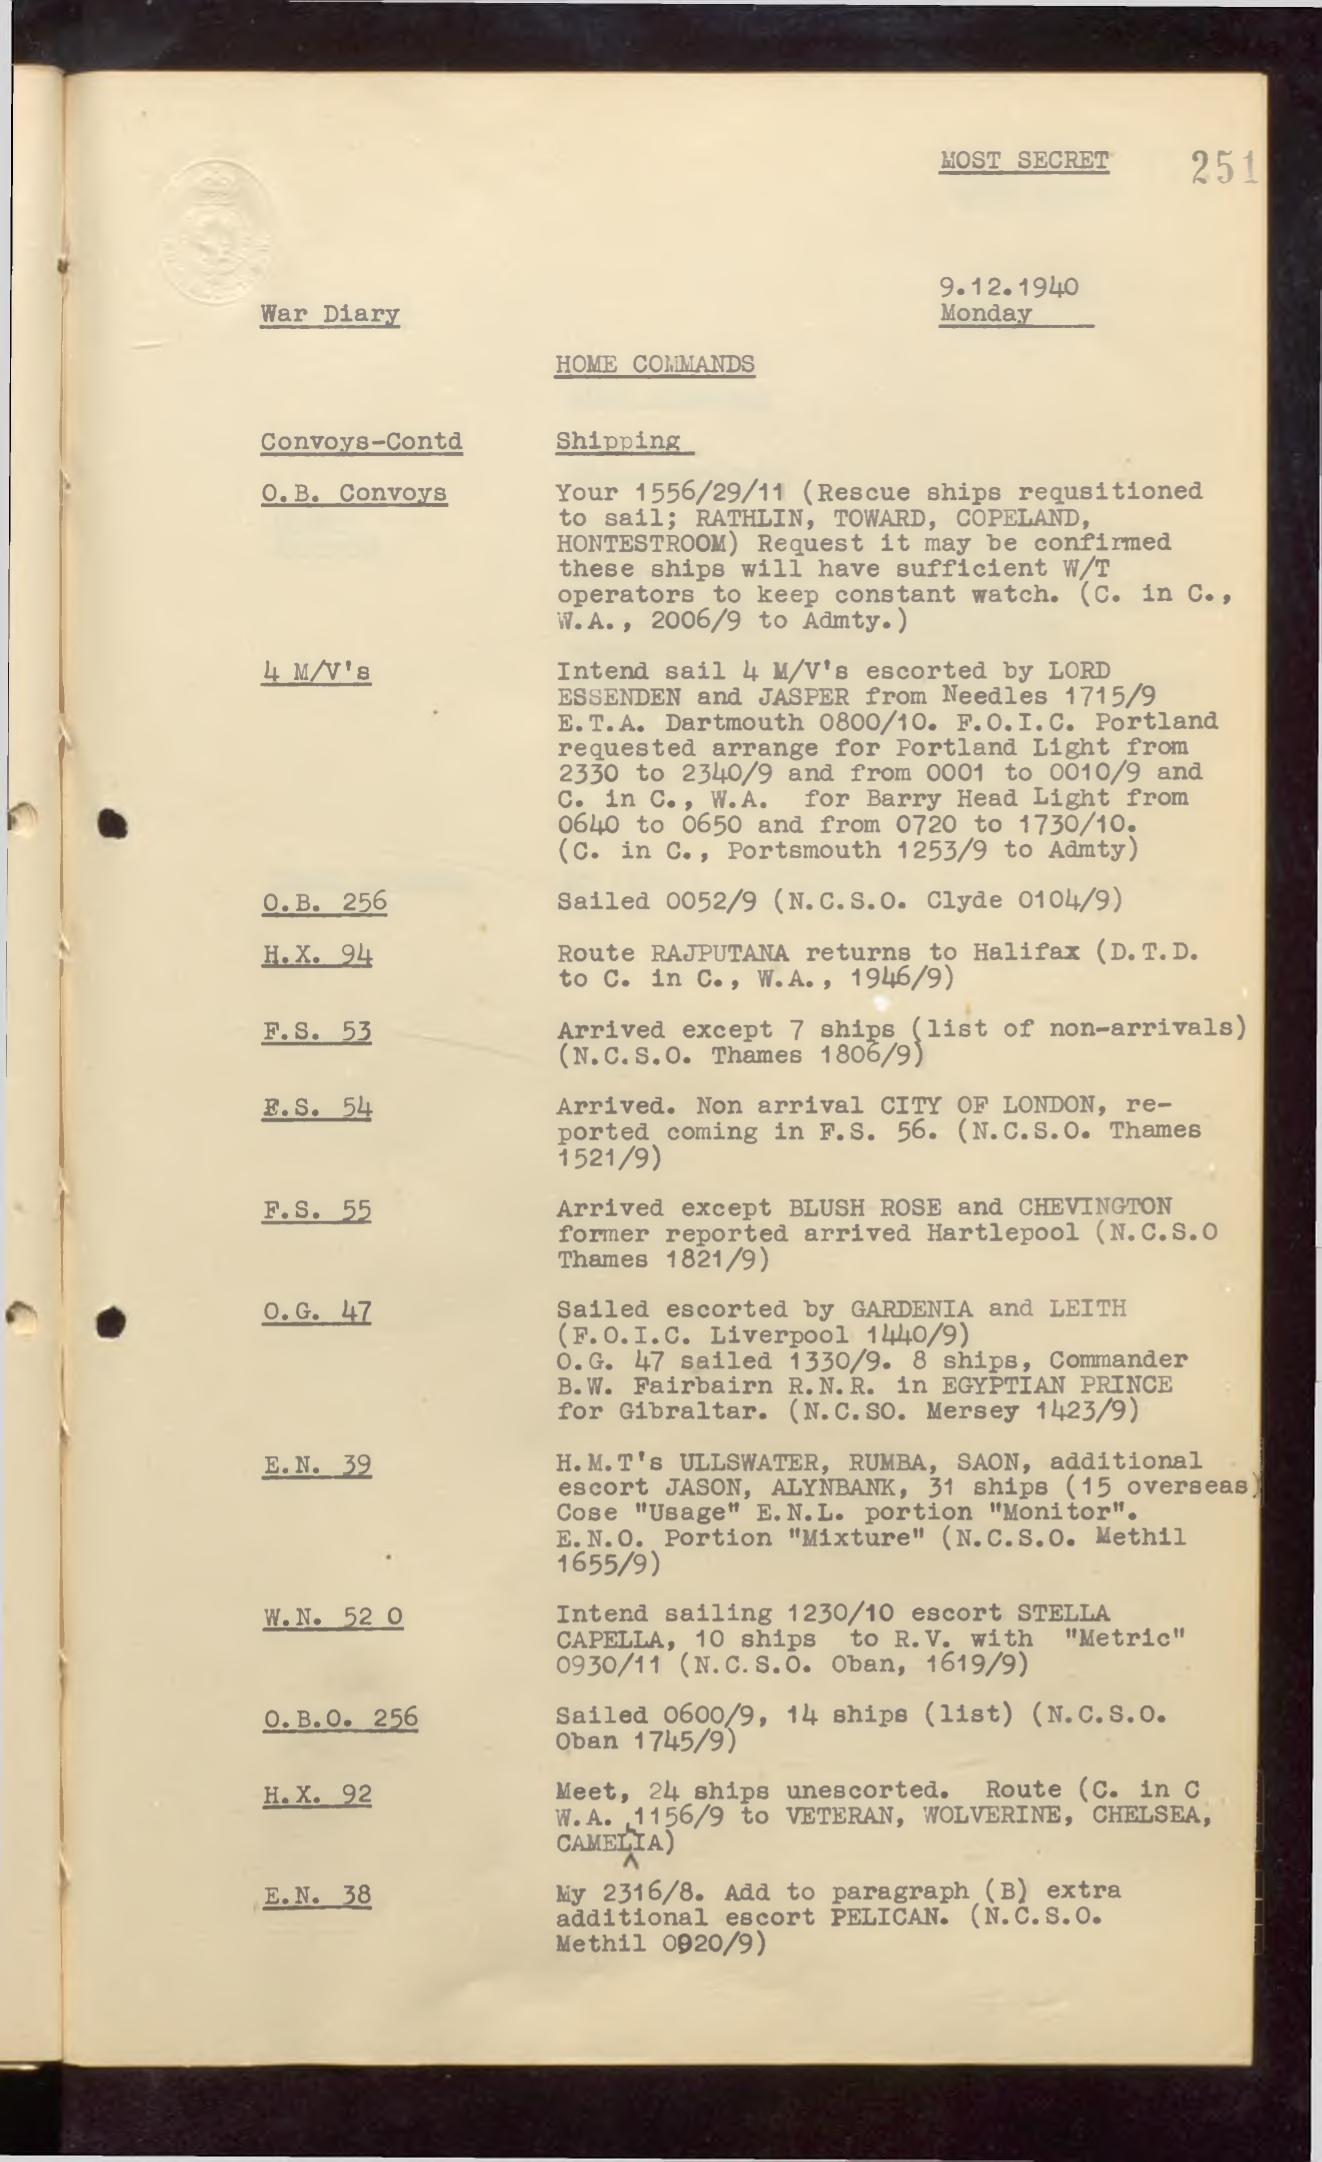 MOST SECRET 251
9.12.1940
War Diary Monday
HOME COMMANDS
Convoys-Contd Shipping
O.B. Convoys Your 1556/29/11 (Rescue ships requsitioned
to sail; RATHLIN, TOWARD, COPELAND,
HONTESTROOM) Request it may be confirmed
these ships will have sufficient W/T
operators to keep constant watch. (C. in C.,
W.A., 2006/9 to Admty.)
4 M/V's Intend sail 4 M/V's escorted by LORD
ESSENDEN and JASPER from Needles 1715/9
E.T.A. Dartmouth 0800/10. F.O.I.C. Portland
requested arrange for Portland Light from
2330 to 2340/9 and from 0001 to 0010/9 and
C. in C., W.A. for Barry Head Light from
0640 to 0650 and from 0720 to 1730/10.
(C. in C., Portsmouth 1253/9 to Admty)
O.B. 256 Sailed 0052/9 (N.C.S.O. Clyde 0104/9)
H.X. 94 Route RAJPUTANA returns to Halifax (D.T.D.
to C. in C., W.A., 1946/9)
F.S. 53 Arrived except 7 ships (list of non-arrivals)
(N.C.S.O. Thames 1806/9)
F.S. 54 Arrived. Non arrival CITY OF LONDON, re-
ported coming in F.S. 56. (N.C.S.O. Thames
1521/9)
F.S. 55 Arrived except BLUSH ROSE and CHEVINGTON
former reported arrived Hartlepool (N.C.S.O
Thames 1821/9)
O.G. 47 Sailed escorted by GARDENIA and LEITH
(F.O.I.C. Liverpool 1440/9)
O.G. 47 sailed 1330/9. 8 ships, Commander
B.W. Fairbairn R.N.R. in EGYPTIAN PRINCE
for Gibraltar. (N.C.SO. Mersey 1423/9)
E.N. 39 H.M.T's ULLSWATER, RUMBA, SAON, additional
escort JASON, ALYNBANK, 31 ships (15 overseas)
Cose "Usage" E.N.L. portion "Monitor".
E.N.O. Portion "Mixture" (N.C.S.O. Methil
1655/9)
W.N. 52 O Intend sailing 1230/10 escort STELLA
CAPELLA, 10 ships to R.V. with "Metric"
0930/11 (N.C.S.O. Oban, 1619/9)
O.B.O. 256 Sailed 0600/9, 14 ships (list) (N.C.S.O.
Oban 1745/9)
H.X. 92 Meet, 24 ships unescorted. Route (C. in C
W.A. 1156/9 to VETERAN, WOLVERINE, CHELSEA,
CAMELIA)
E.N. 38 My 2316/8. Add to paragraph (B) extra
additional escort PELICAN. (N.C.S.O.
Methil 0920/9)